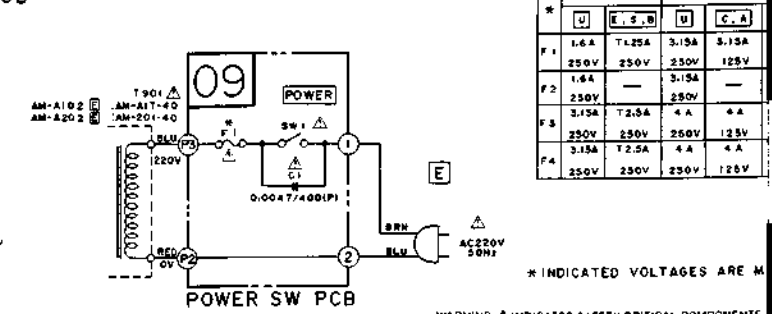 09
POWER
T901
AM-A102 E AM-A17-40
AM-A202 E AM-201-40
BLU
P3
*
F1
SW1
1
220V
C1
0.0047/400(P)
BRN
E
AC220V
50Hz
BLU
RED
P2
0V
2
POWER SW PCB
*
U E,S,B U C,A
F1 1.6A T1.25A 3.15A 3.15A
250V 250V 250V 125V
F2 1.6A — 3.15A —
250V 250V
F3 3.15A T2.5A 4A 4A
250V 250V 250V 125V
F4 3.15A T2.5A 4A 4A
250V 250V 250V 125V
*INDICATED VOLTAGES ARE M